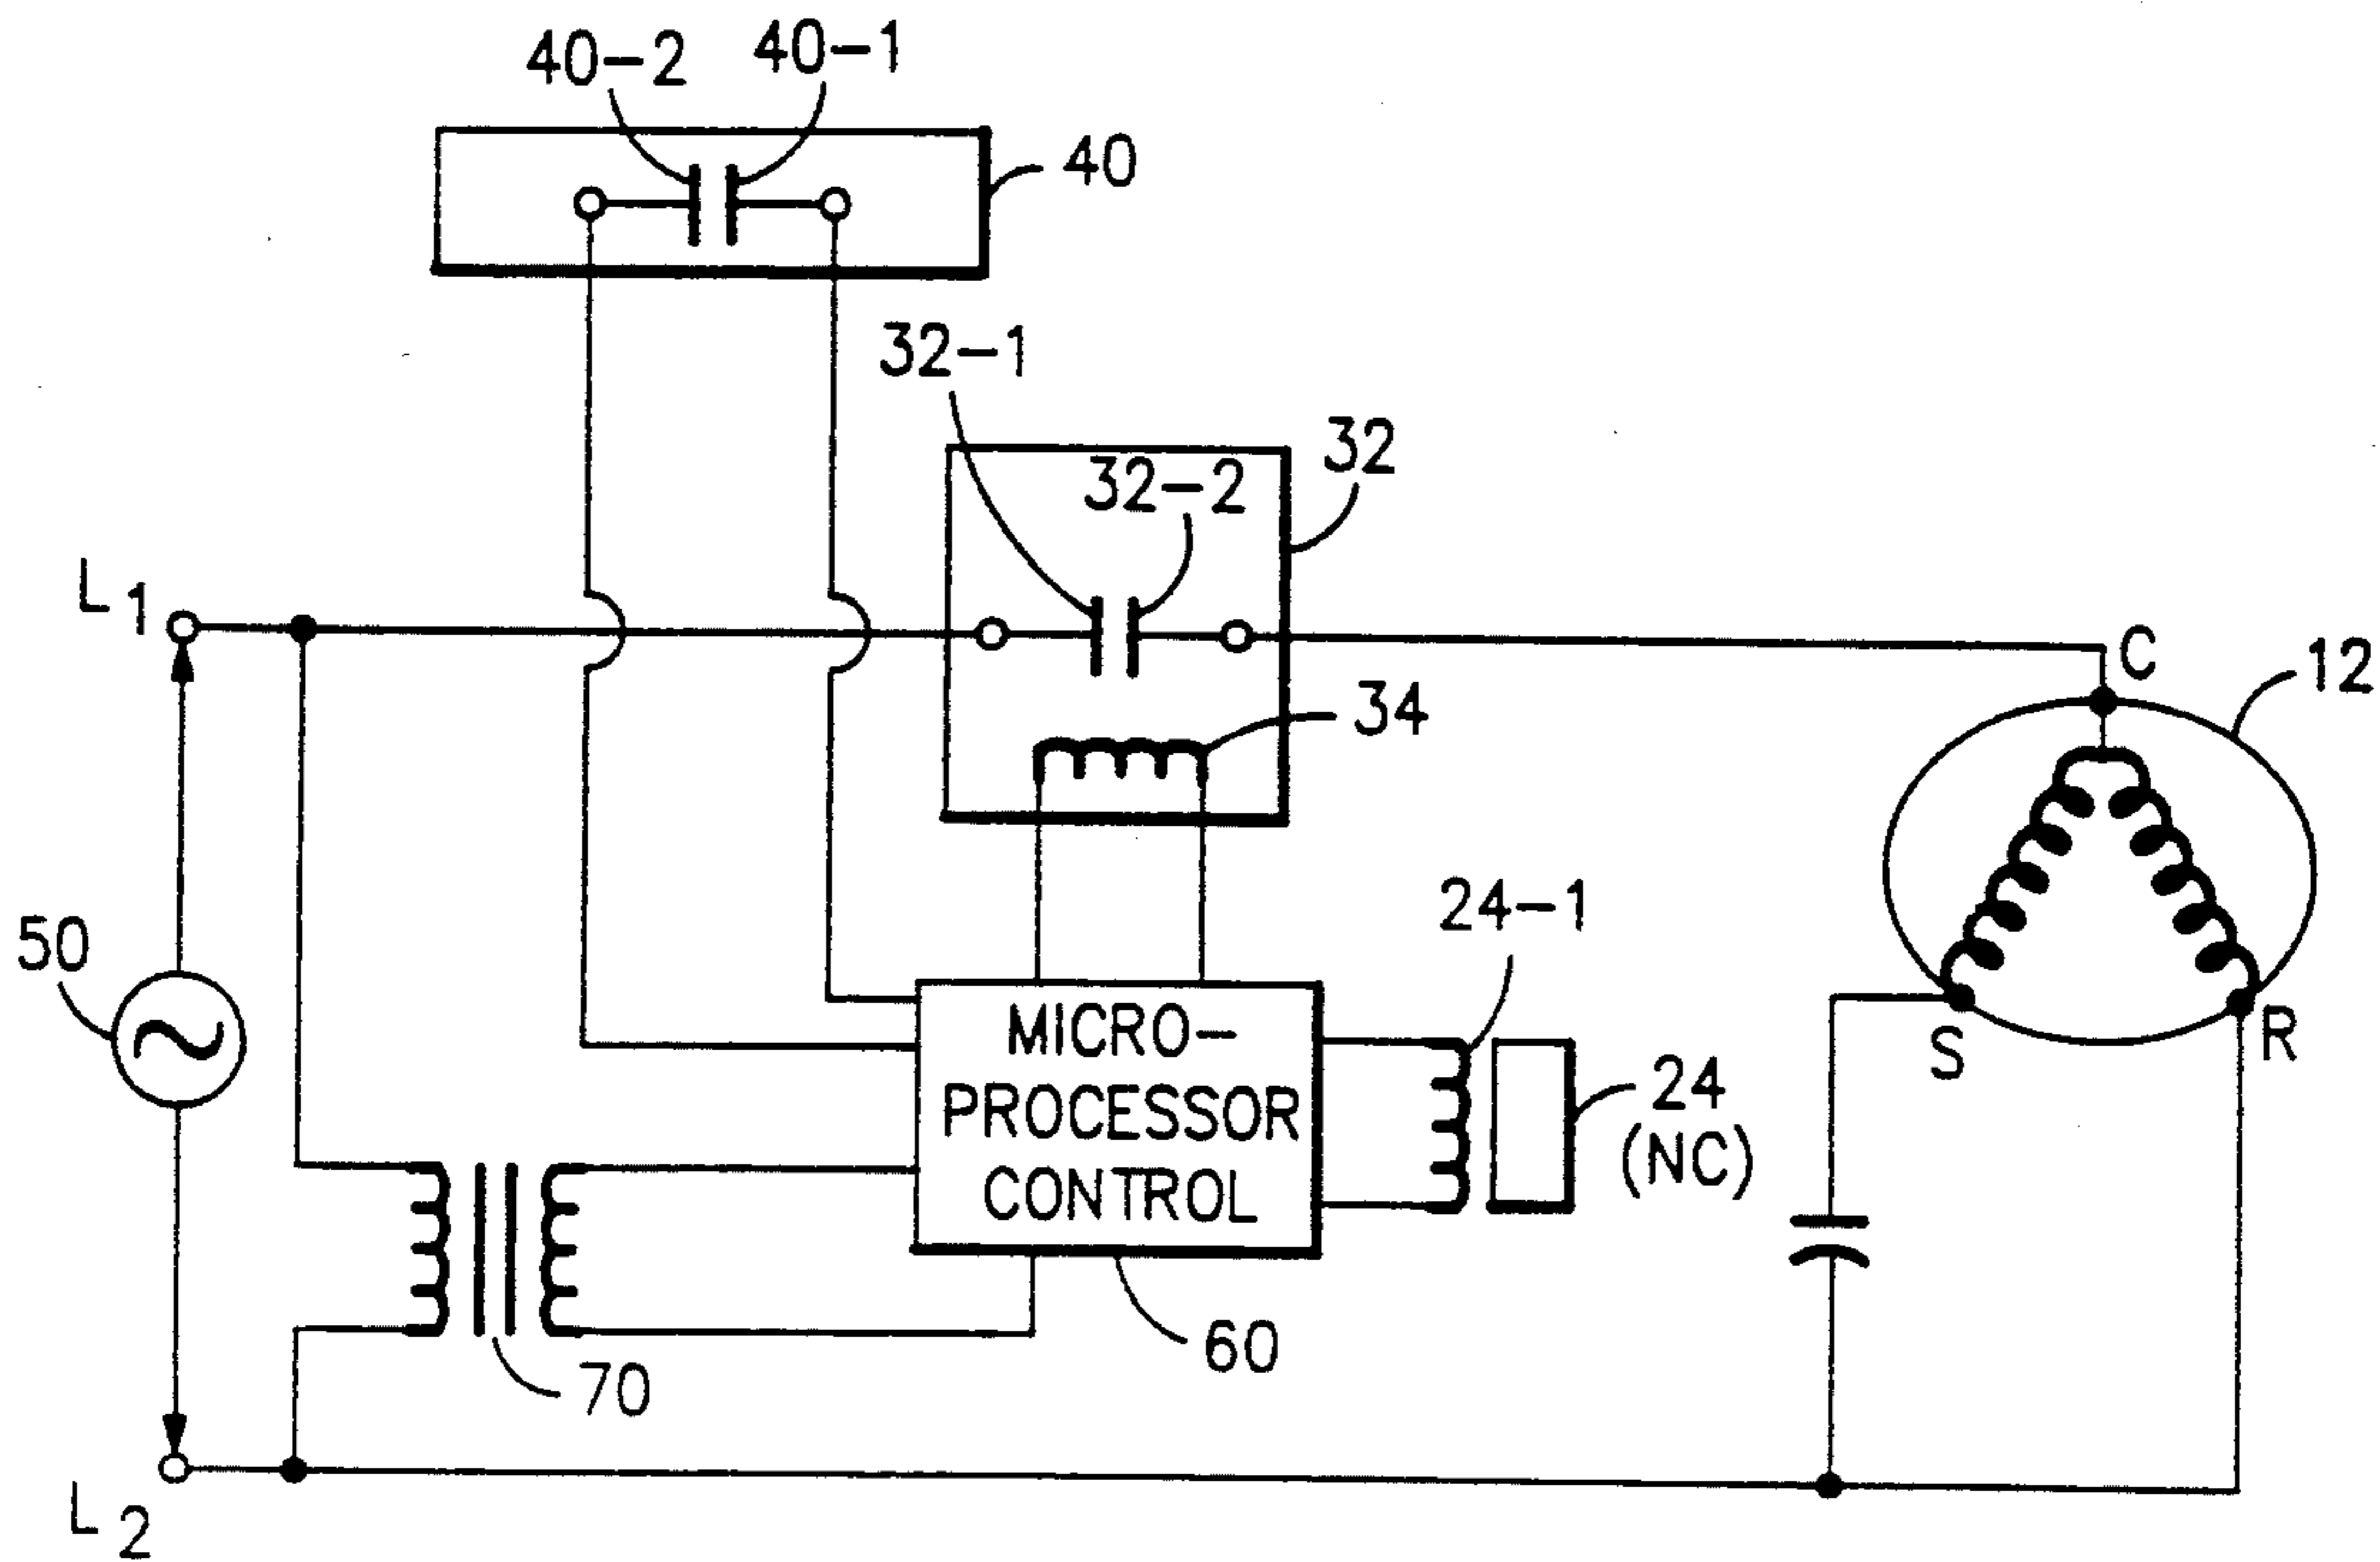 40-2
40-1
40
32-1
32
32-2
L1
C
12
34
24-1
50
MICRO-
PROCESSOR
CONTROL
S
R
24
(NC)
60
70
L2